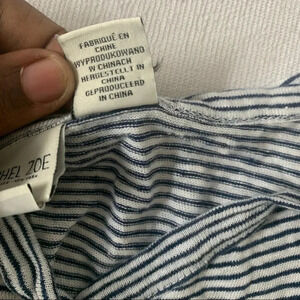 FABRIQUÉ EN
CHINE
WYPRODUKOWANO
W CHINACH
HERGESTELLT IN
CHINA
GEPRODUCEERD
IN CHINA
HEL ZOE